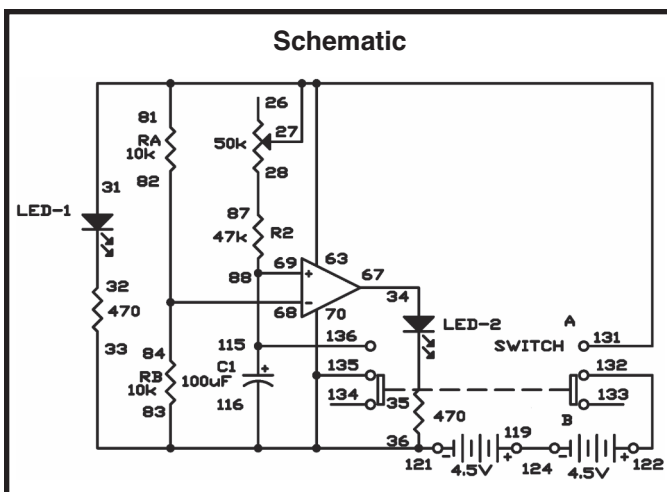 Schematic
26
81
27
RA
50k
10k
82
28
31
87
LED-1
R2
47k
63
69
+
67
88
34
32
-
68
70
470
A
LED-2
115
136
131
SWITCH
33
84
C1
+
135
132
RB
100uF
10k
134
133
116
35
83
470
B
36
119
121
-
+
124
-
+
122
4.5V
4.5V